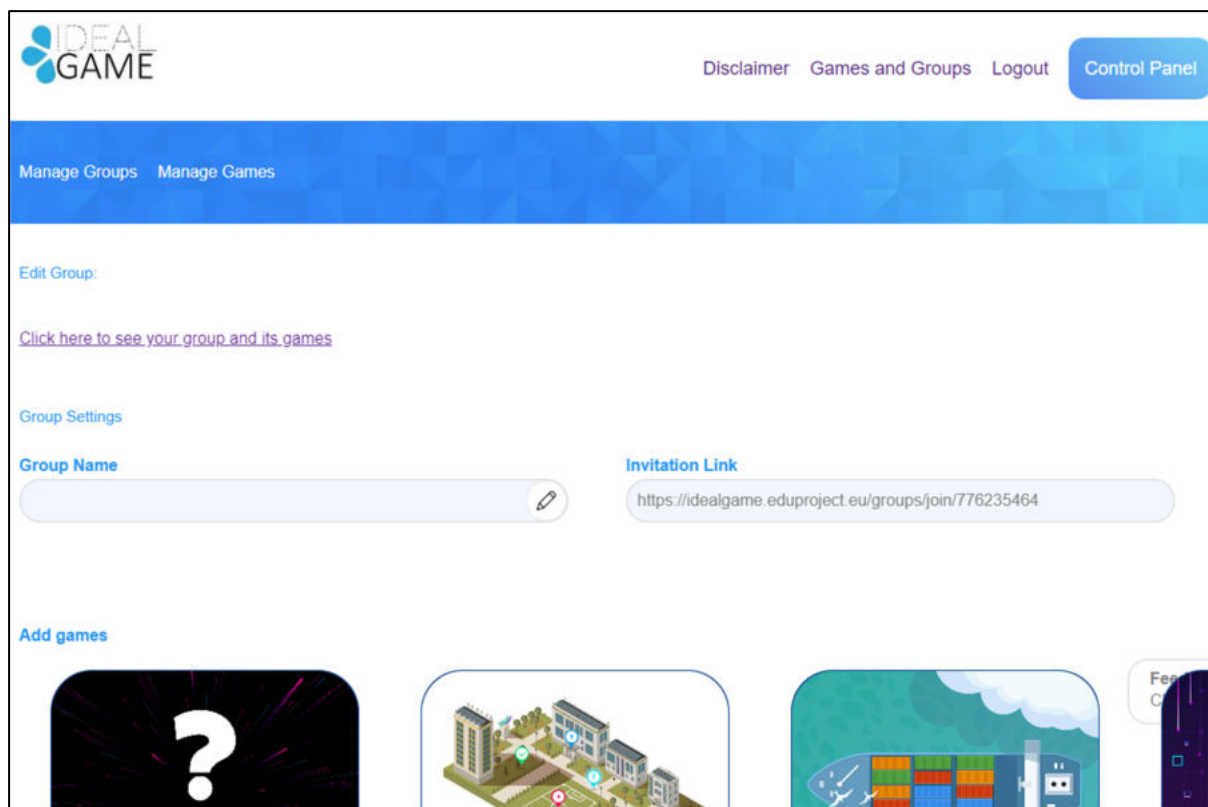 IDEAL
GAME
Disclaimer Games and Groups Logout Control Panel
Manage Groups Manage Games
Edit Group:
Click here to see your group and its games
Group Settings
Group Name Invitation Link
https://idealgame.eduproject.eu/groups/join/776235464
Add games
?